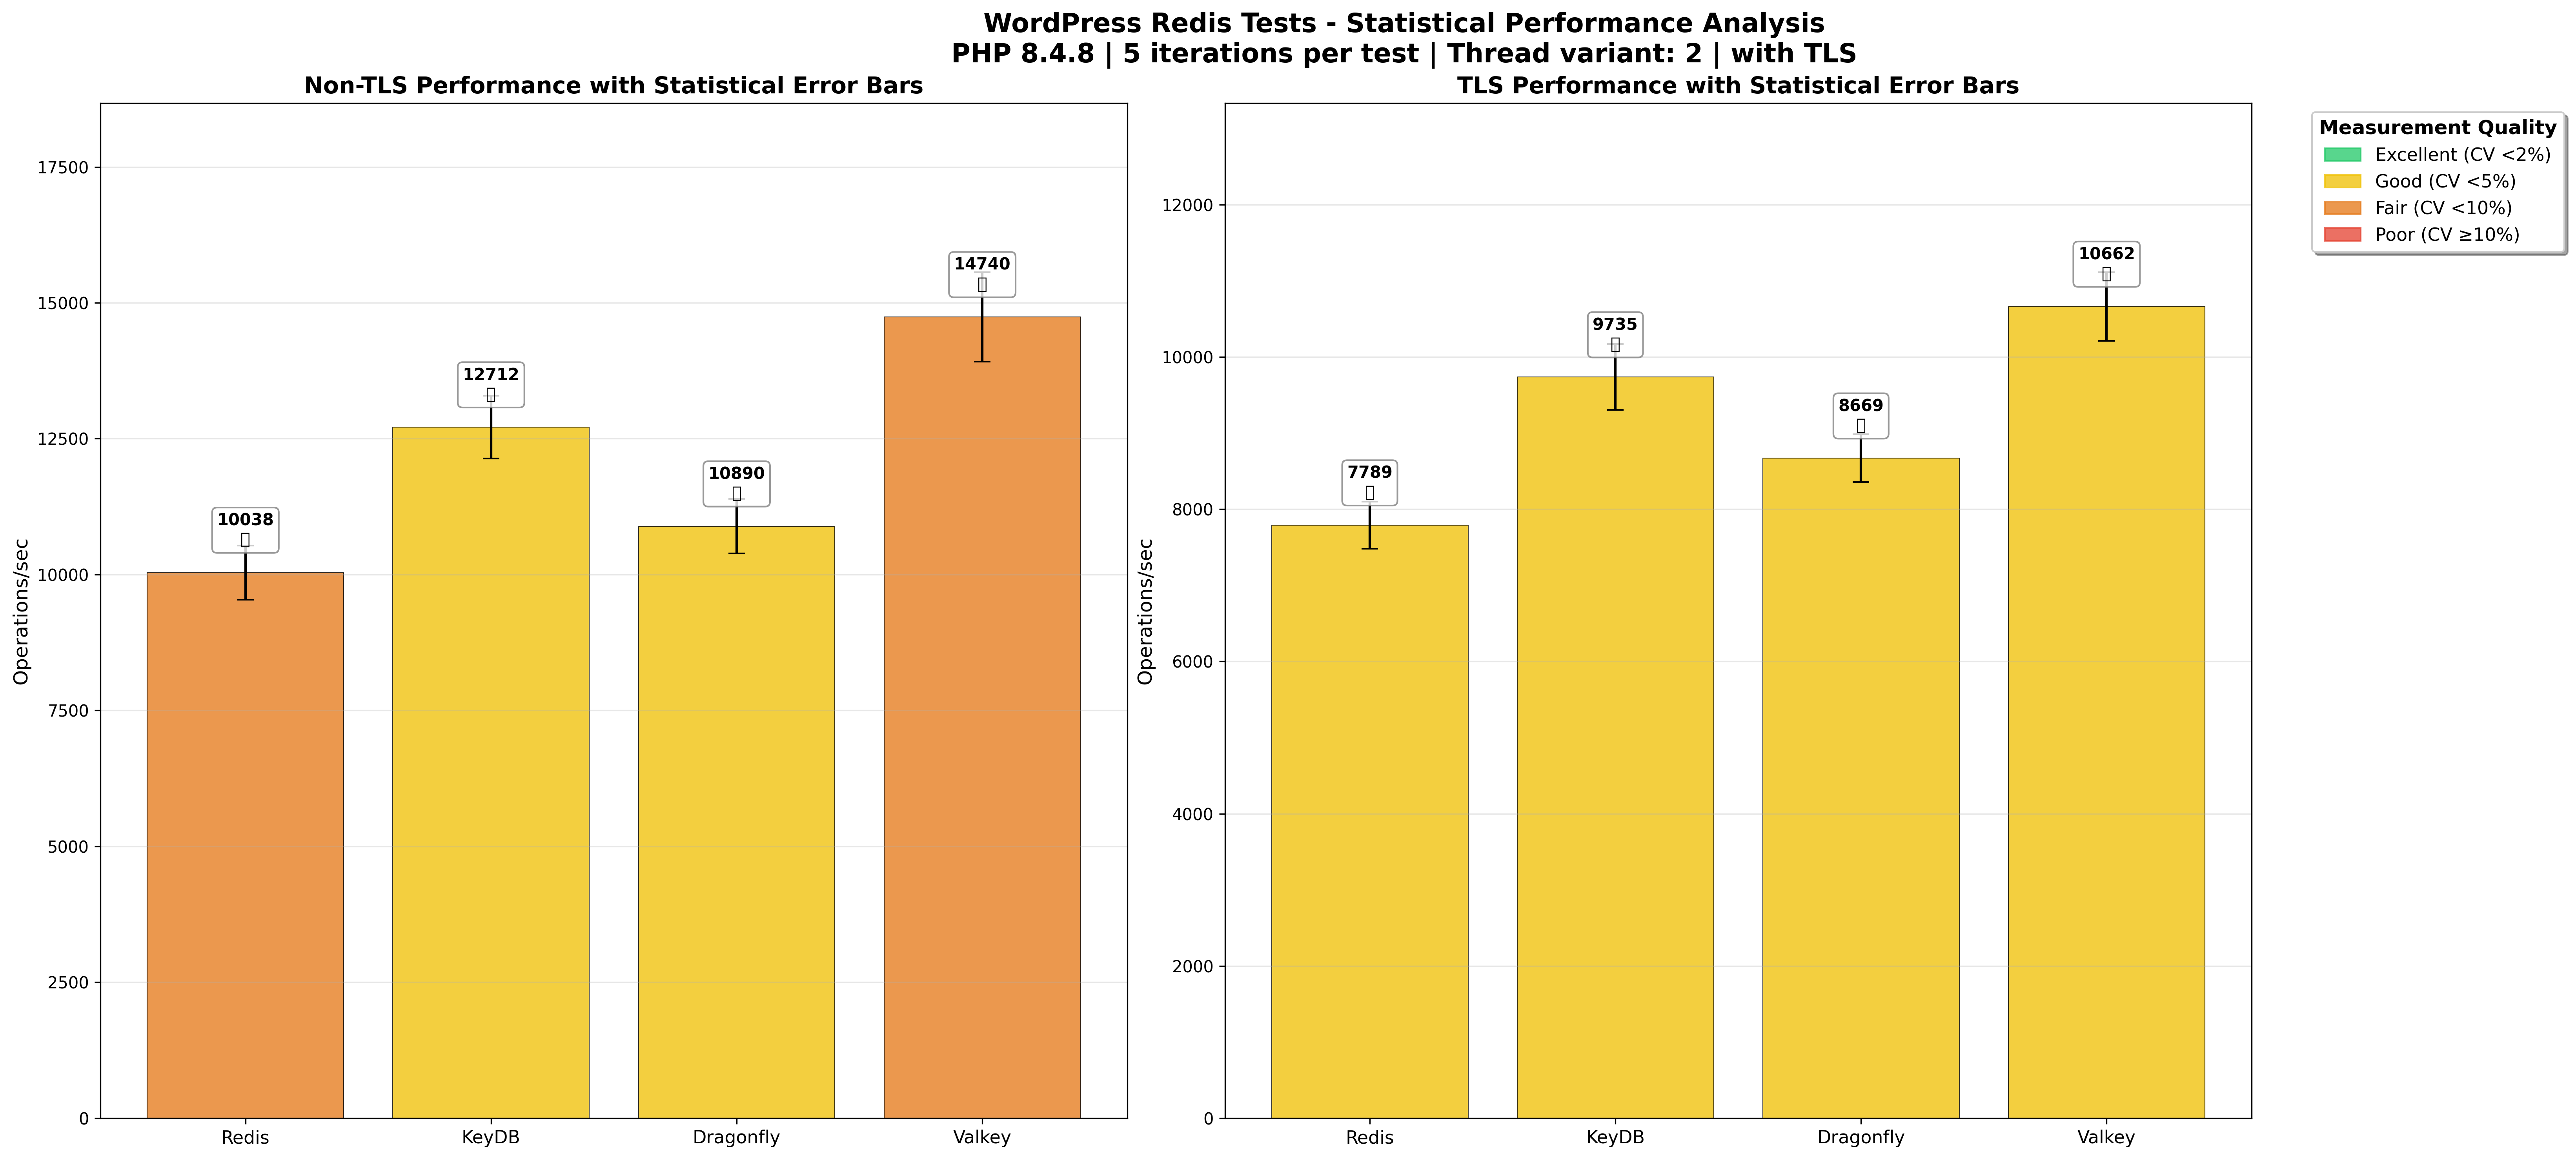 WordPress Redis Tests - Statistical Performance Analysis
PHP 8.4.8 | 5 iterations per test | Thread variant: 2 | with TLS
Non-TLS Performance with Statistical Error Bars
Operations/sec
17500
15000
12500
10000
7500
5000
2500
0
10038
12712
10890
14740
Redis
KeyDB
Dragonfly
Valkey
TLS Performance with Statistical Error Bars
Operations/sec
12000
10000
8000
6000
4000
2000
0
7789
9735
8669
10662
Redis
KeyDB
Dragonfly
Valkey
Measurement Quality
Excellent (CV <2%)
Good (CV <5%)
Fair (CV <10%)
Poor (CV ≥10%)